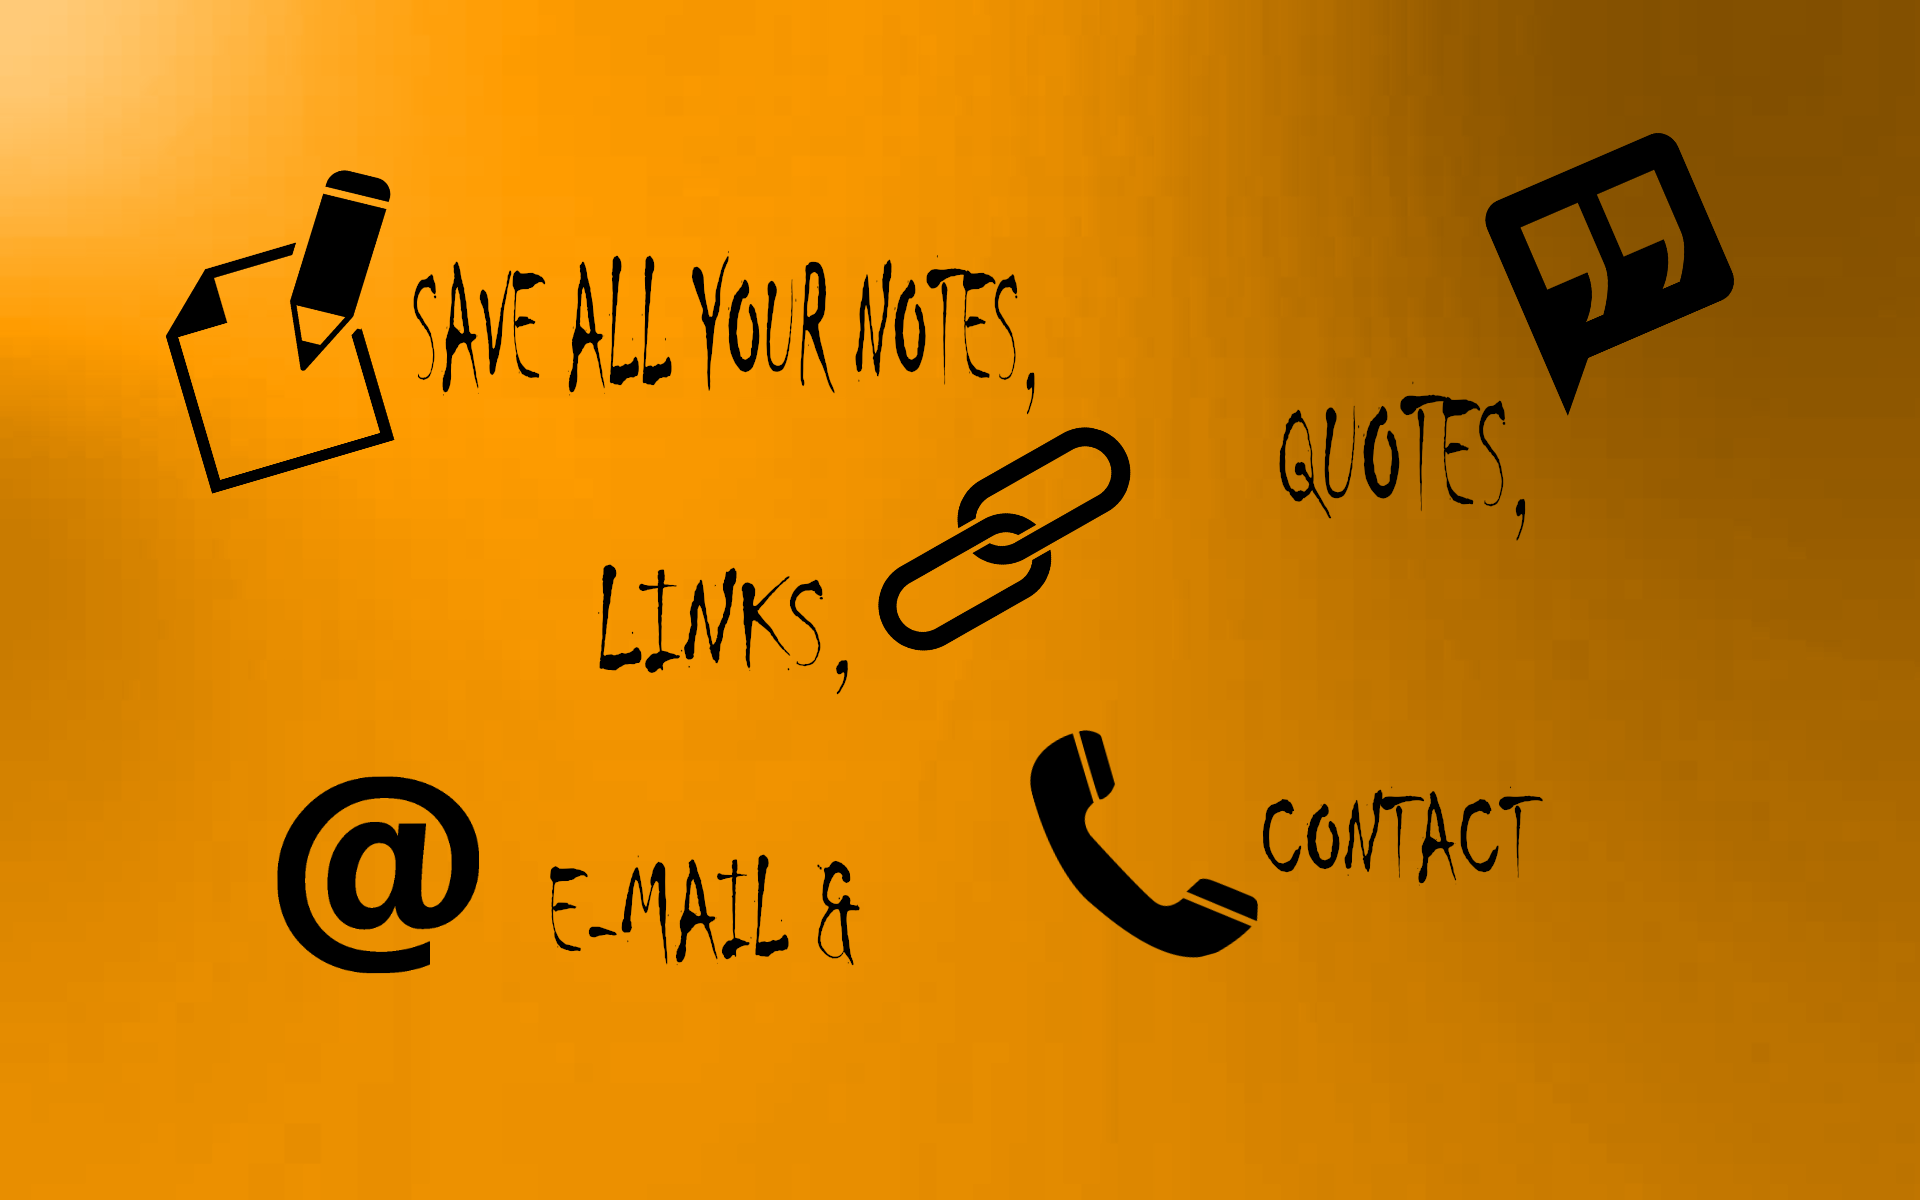 SAVE ALL YOUR NOTES,
QUOTES,
LINKS,
@
E-MAIL &
CONTACT